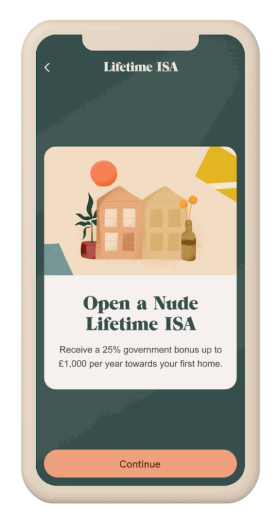 Lifetime ISA
Open a Nude
Lifetime ISA
Receive a 25% government bonus up to
£1,000 per year towards your first home.
Continue